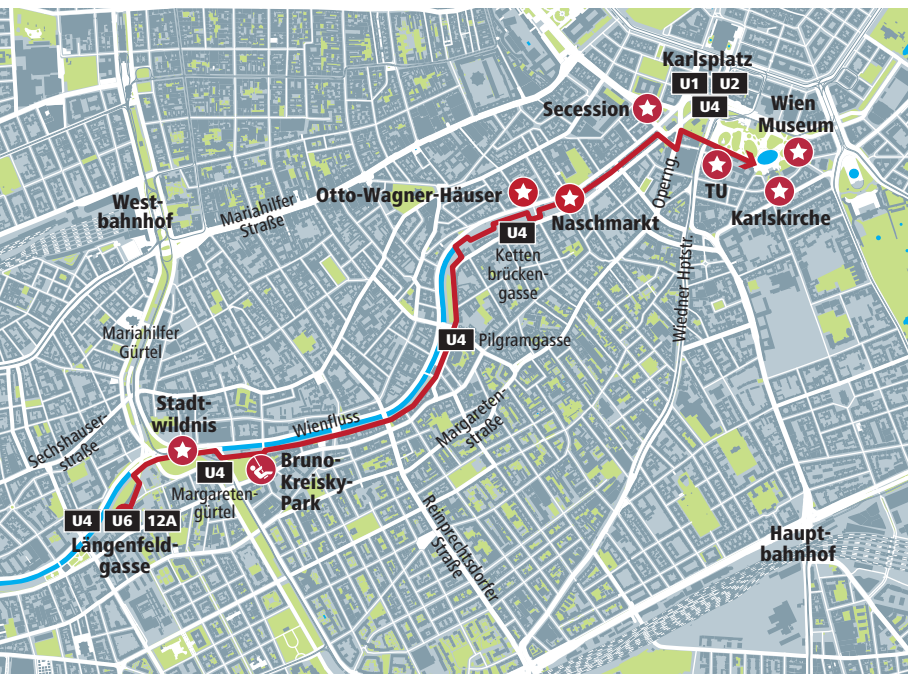 Karlsplatz
U1 U2
U4
Secession
Wien
Museum
TU
Karlskirche
Operng.
Otto-Wagner-Häuser
Naschmarkt
U4
Ketten
brücken-
gasse
West-
bahnhof
Mariahilfer
Straße
Wiedner Hptstr.
Mariahilfer
Gürtel
U4 Pilgramgasse
Margareten-
straße
Stadt-
wildnis
Wienfluss
Sechshauser-
straße
U4
Margareten-
gürtel
Bruno-
Kreisky-
Park
U4 U6 12A
Längenfeld-
gasse
Reinprechtsdorfer
Straße
Haupt-
bahnhof